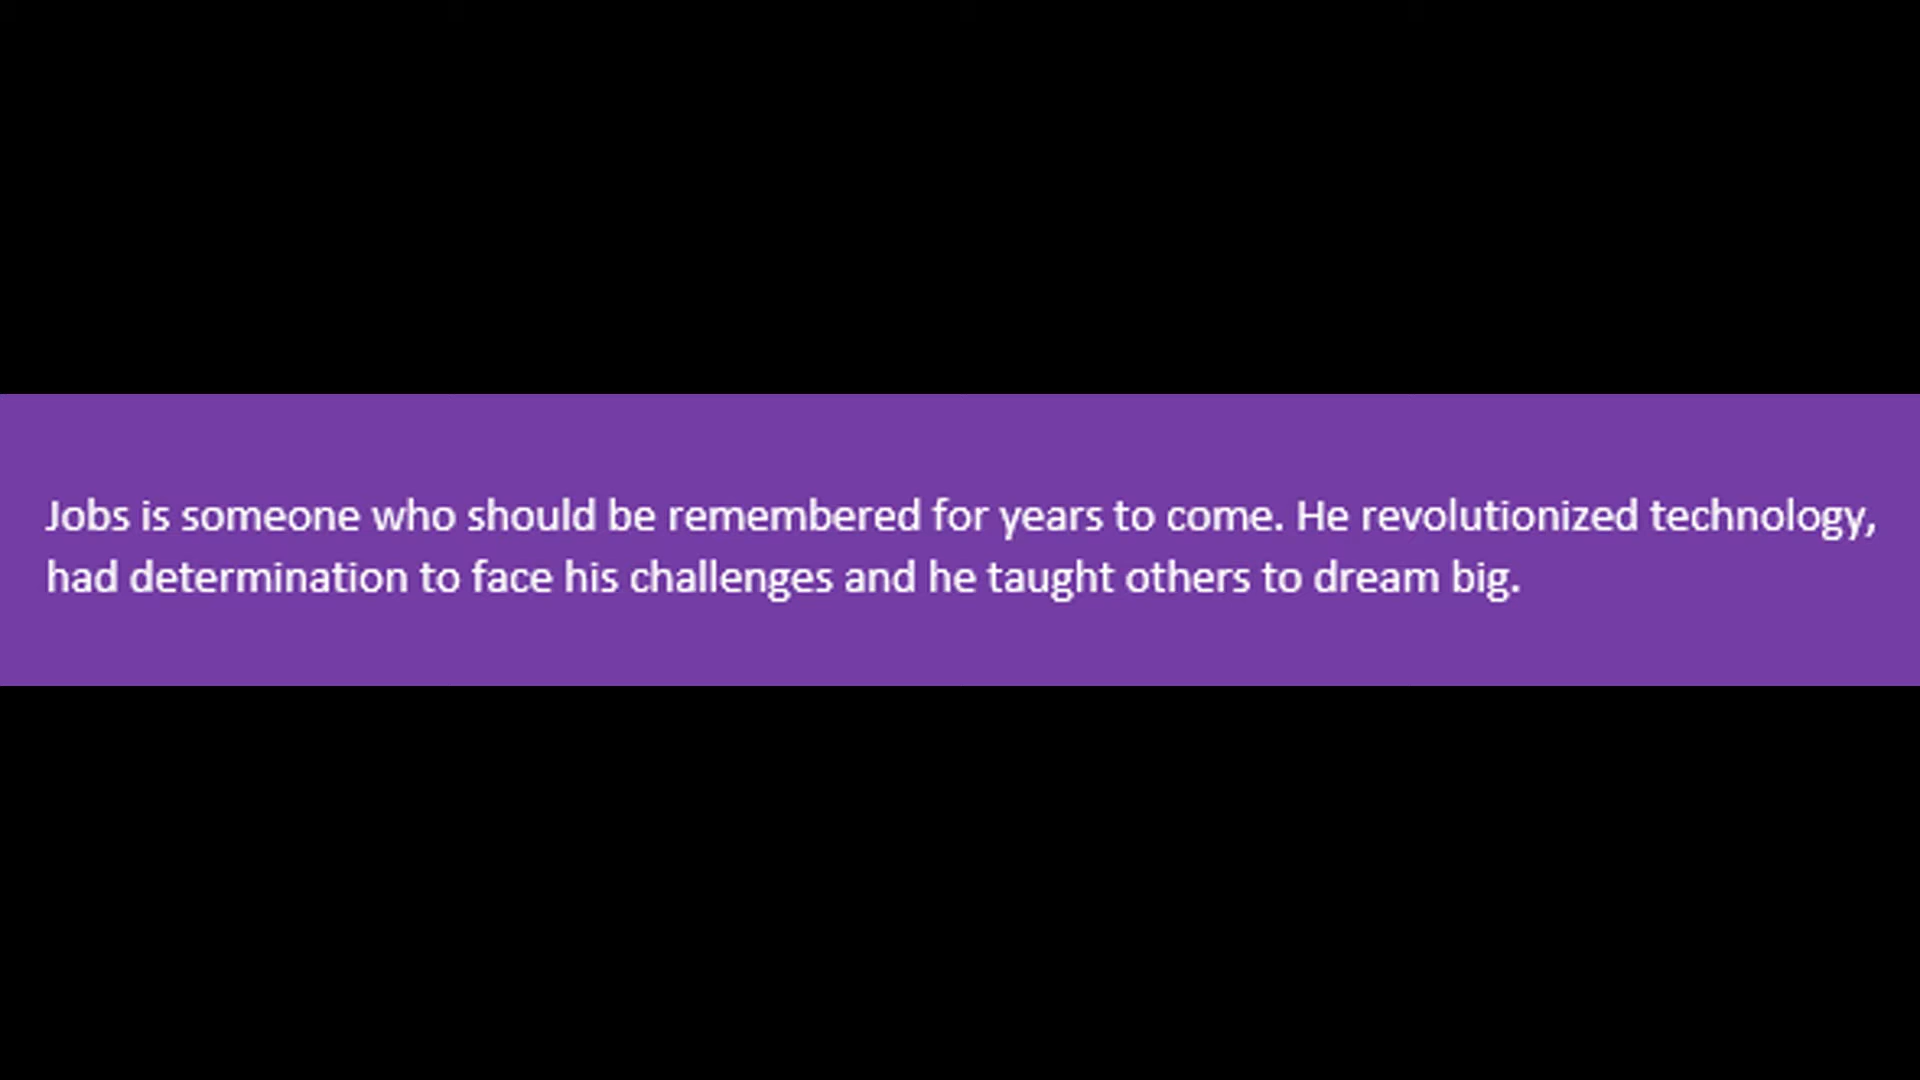 Jobs is someone who should be remembered for years to come. He revolutionized technology,
had determination to face his challenges and he taught others to dream big.